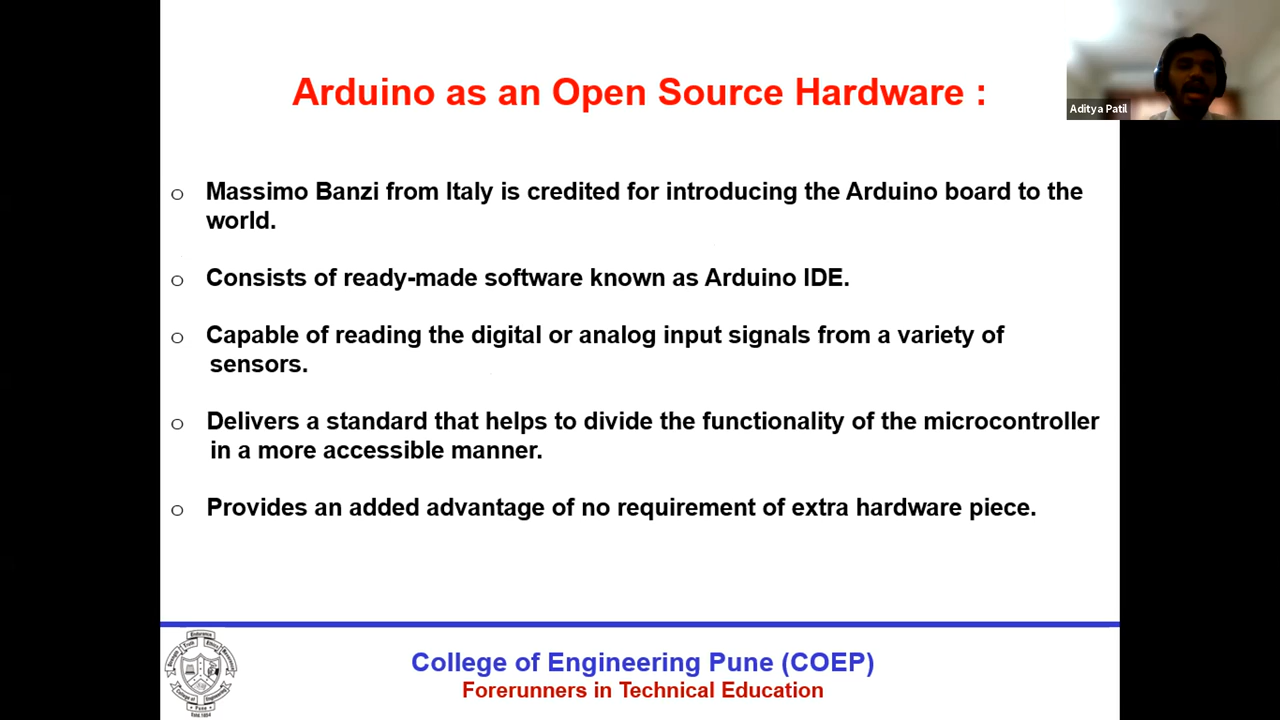 Arduino as an Open Source Hardware :
Aditya Patil
o Massimo Banzi from Italy is credited for introducing the Arduino board to the
world.
o Consists of ready-made software known as Arduino IDE.
o Capable of reading the digital or analog input signals from a variety of
sensors.
o Delivers a standard that helps to divide the functionality of the microcontroller
in a more accessible manner.
o Provides an added advantage of no requirement of extra hardware piece.
College of Engineering Pune (COEP)
Forerunners in Technical Education